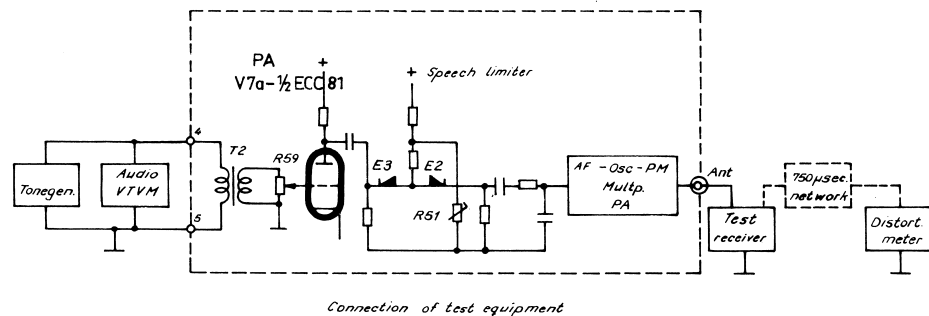 PA +
V7a-½ECC81
+
Speech limiter
4
T2
R59
E3
E2
Tonegen.
Audio
VTVM
R51
AF-Osc-PM
Multp.
PA
Ant
750µsec.
network
5
Test
receiver
Distort.
meter
Connection of test equipment